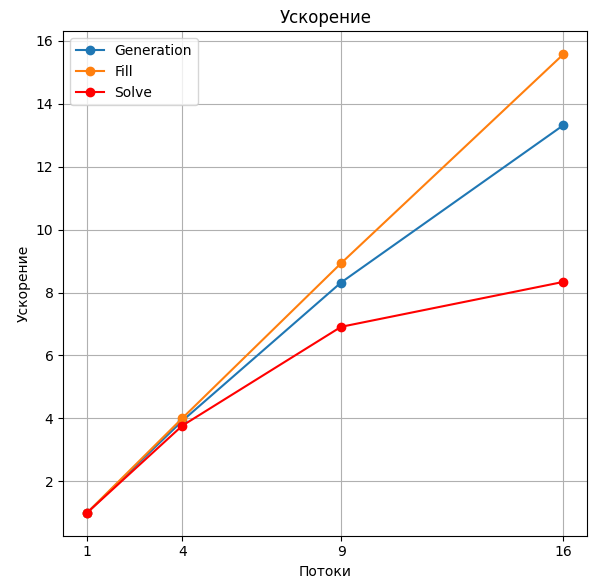 Ускорение
Generation
Fill
Solve
16
14
12
10
8
6
4
2
Ускорение
1 4 9 16
Потоки